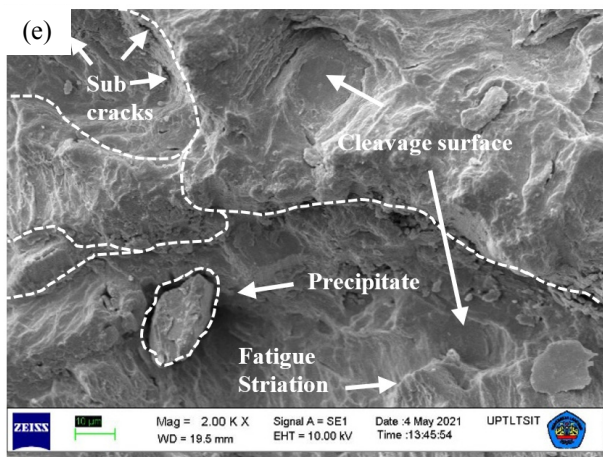 (e)
Sub
cracks
Cleavage surface
Precipitate
Fatigue
Striation
ZEISS
10 µm
Mag = 2.00 K X
WD = 19.5 mm
Signal A = SE1
EHT = 10.00 kV
Date :4 May 2021
Time :13:45:54
UPTLTSIT